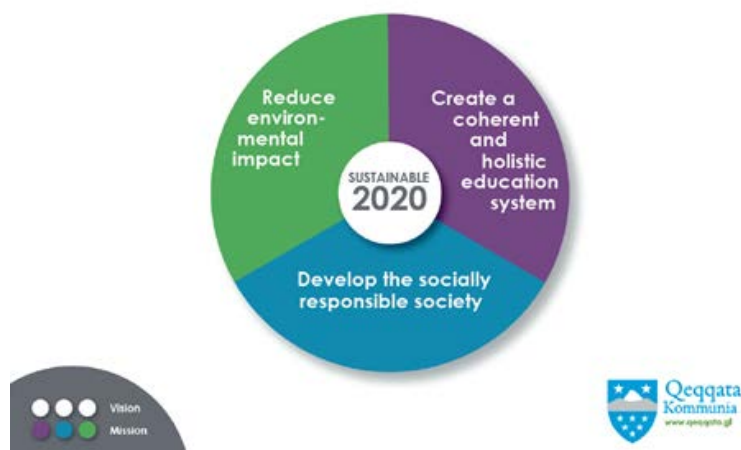 Reduce
environ-
mental
impact
Create a
coherent
and
holistic
education
system
SUSTAINABLE
2020
Develop the socially
responsible society
Vision
Mission
Qeqqata
Kommunia
www.qeqqata.gl